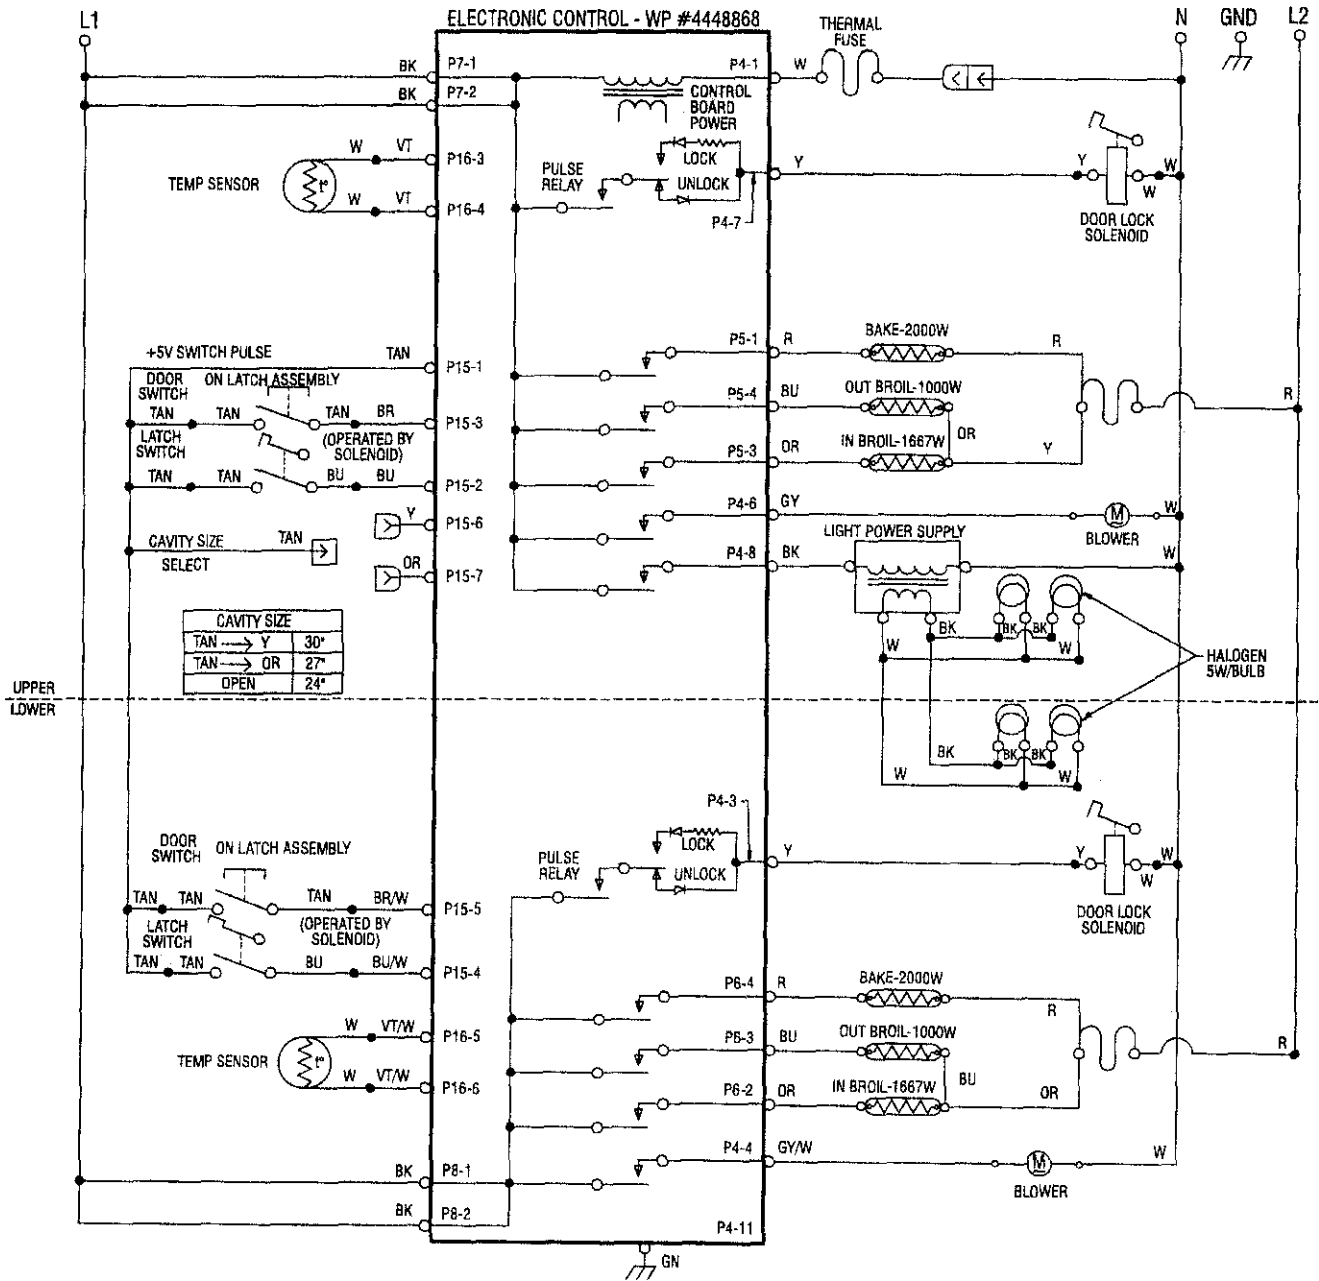 L1
ELECTRONIC CONTROL - WP #4448868
THERMAL
FUSE
N
GND
L2
BK
P7-1
P4-1
W
BK
P7-2
CONTROL
BOARD
POWER
W
VT
P16-3
TEMP SENSOR
t°
PULSE
RELAY
LOCK
UNLOCK
Y
Y
W
W
W
VT
P16-4
P4-7
DOOR LOCK
SOLENOID
+5V SWITCH PULSE
TAN
P15-1
P5-1
R
BAKE-2000W
R
DOOR
SWITCH
ON LATCH ASSEMBLY
TAN
TAN
TAN
BR
P15-3
P5-4
BU
OUT BROIL-1000W
R
LATCH
SWITCH
(OPERATED BY
SOLENOID)
OR
P5-3
OR
IN BROIL-1667W
Y
TAN
TAN
BU
BU
P15-2
Y
P15-6
P4-6
GY
M
W
BLOWER
CAVITY SIZE
SELECT
TAN
LIGHT POWER SUPPLY
P4-8
BK
W
OR
P15-7
CAVITY SIZE
TAN Y 30"
TAN OR 27"
OPEN 24"
BK
BK
BK
W
W
HALOGEN
5W/BULB
UPPER
LOWER
BK
BK
BK
W
W
P4-3
DOOR
SWITCH
ON LATCH ASSEMBLY
PULSE
RELAY
LOCK
UNLOCK
Y
Y
W
W
TAN
TAN
TAN
BR/W
P15-5
LATCH
SWITCH
(OPERATED BY
SOLENOID)
DOOR LOCK
SOLENOID
TAN
TAN
BU
BU/W
P15-4
P6-4
R
BAKE-2000W
R
W
VT/W
P16-5
P6-3
BU
OUT BROIL-1000W
R
TEMP SENSOR
t°
W
VT/W
P16-6
P6-2
OR
IN BROIL-1667W
BU
OR
P4-4
GY/W
M
W
BLOWER
BK
P8-1
BK
P8-2
P4-11
GN